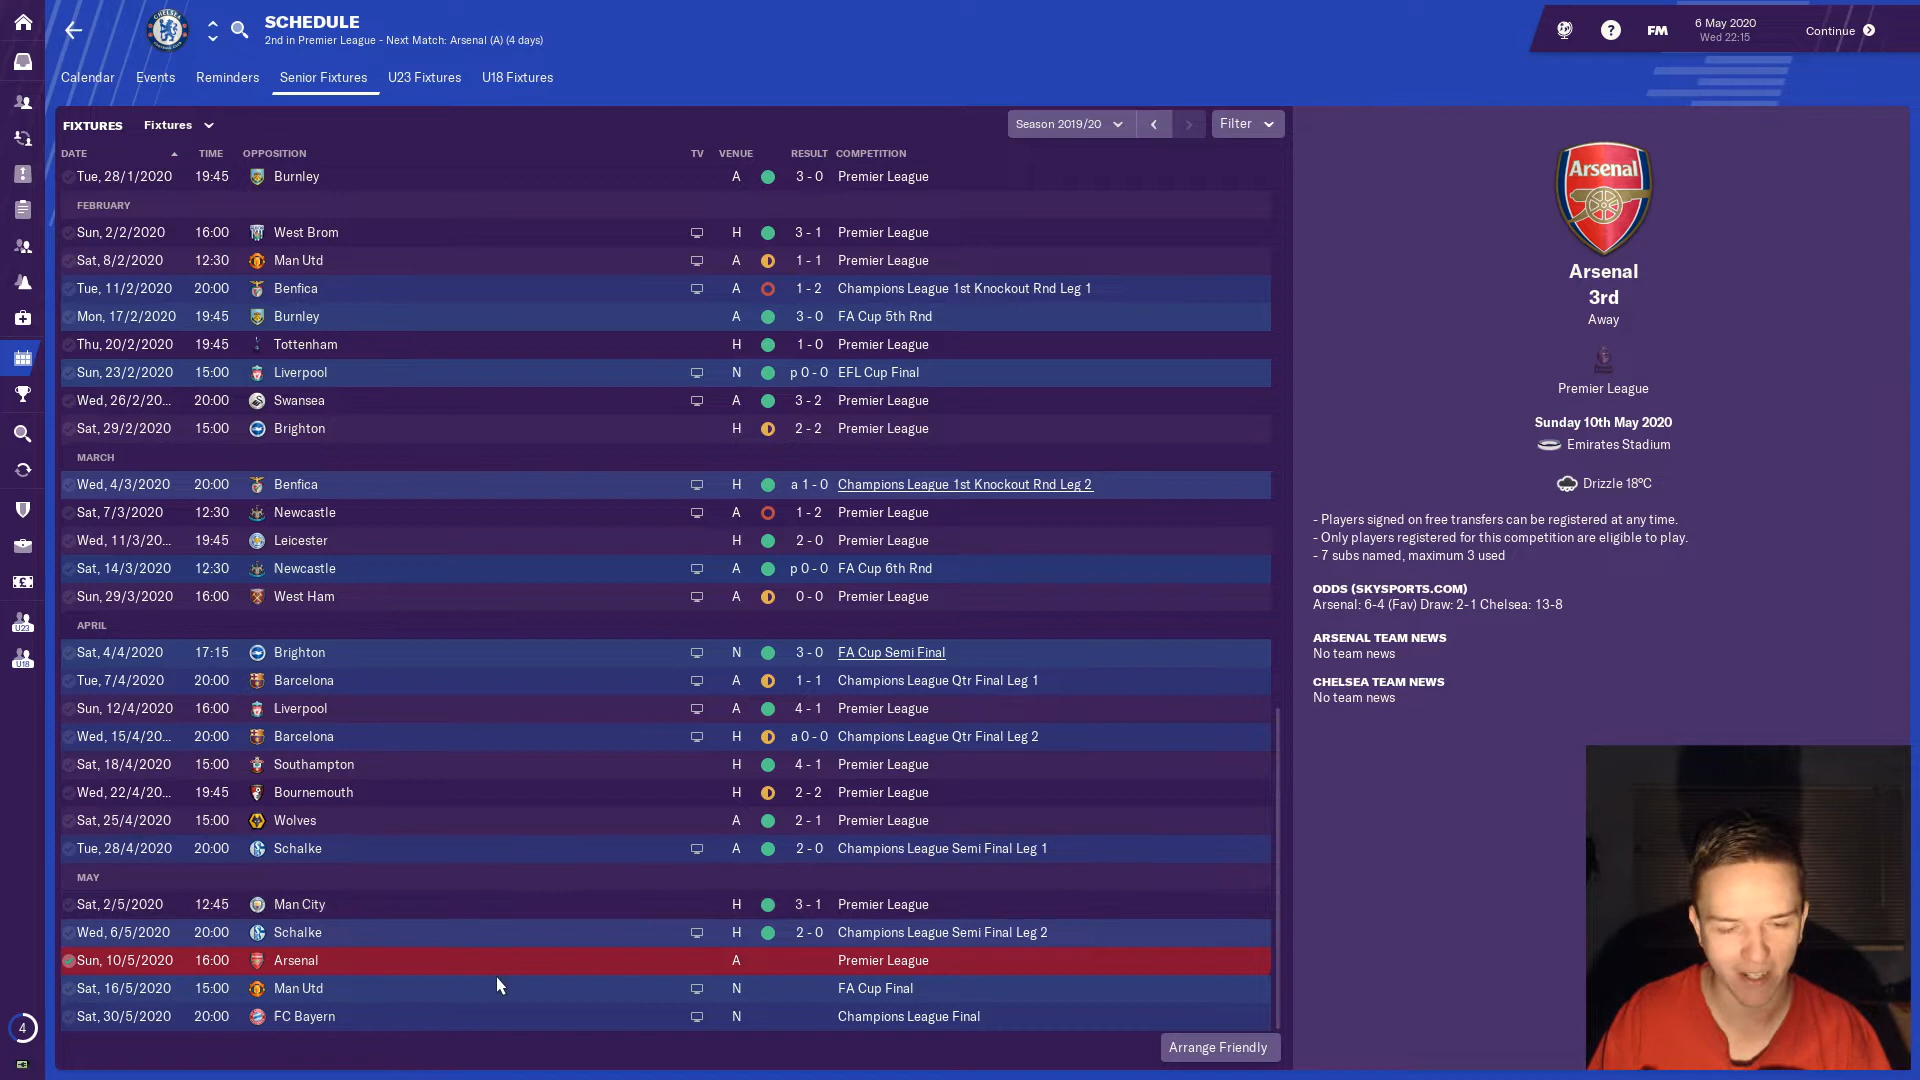 SCHEDULE
2nd in Premier League - Next Match: Arsenal (A) (4 days)
FM
6 May 2020
Wed 22:15
Continue
Calendar Events Reminders Senior Fixtures U23 Fixtures U18 Fixtures
FIXTURES Fixtures Season 2019/20 Filter
DATE TIME OPPOSITION TV VENUE RESULT COMPETITION
Tue, 28/1/2020 19:45 Burnley A 3 - 0 Premier League
FEBRUARY
Sun, 2/2/2020 16:00 West Brom H 3 - 1 Premier League
Sat, 8/2/2020 12:30 Man Utd A 1 - 1 Premier League
Tue, 11/2/2020 20:00 Benfica A 1 - 2 Champions League 1st Knockout Rnd Leg 1
Mon, 17/2/2020 19:45 Burnley A 3 - 0 FA Cup 5th Rnd
Thu, 20/2/2020 19:45 Tottenham H 1 - 0 Premier League
Sun, 23/2/2020 15:00 Liverpool N p 0 - 0 EFL Cup Final
Wed, 26/2/20... 20:00 Swansea A 3 - 2 Premier League
Sat, 29/2/2020 15:00 Brighton H 2 - 2 Premier League
MARCH
Wed, 4/3/2020 20:00 Benfica H a 1 - 0 Champions League 1st Knockout Rnd Leg 2
Sat, 7/3/2020 12:30 Newcastle A 1 - 2 Premier League
Wed, 11/3/20... 19:45 Leicester H 2 - 0 Premier League
Sat, 14/3/2020 12:30 Newcastle A p 0 - 0 FA Cup 6th Rnd
Sun, 29/3/2020 16:00 West Ham A 0 - 0 Premier League
APRIL
Sat, 4/4/2020 17:15 Brighton N 3 - 0 FA Cup Semi Final
Tue, 7/4/2020 20:00 Barcelona A 1 - 1 Champions League Qtr Final Leg 1
Sun, 12/4/2020 16:00 Liverpool A 4 - 1 Premier League
Wed, 15/4/20... 20:00 Barcelona H a 0 - 0 Champions League Qtr Final Leg 2
Sat, 18/4/2020 15:00 Southampton H 4 - 1 Premier League
Wed, 22/4/20... 19:45 Bournemouth H 2 - 2 Premier League
Sat, 25/4/2020 15:00 Wolves A 2 - 1 Premier League
Tue, 28/4/2020 20:00 Schalke A 2 - 0 Champions League Semi Final Leg 1
MAY
Sat, 2/5/2020 12:45 Man City H 3 - 1 Premier League
Wed, 6/5/2020 20:00 Schalke H 2 - 0 Champions League Semi Final Leg 2
Sun, 10/5/2020 16:00 Arsenal A Premier League
Sat, 16/5/2020 15:00 Man Utd N FA Cup Final
Sat, 30/5/2020 20:00 FC Bayern N Champions League Final
Arrange Friendly
U23
U18
4
Arsenal
Arsenal
3rd
Away
Premier League
Sunday 10th May 2020
Emirates Stadium
Drizzle 18ºC
- Players signed on free transfers can be registered at any time.
- Only players registered for this competition are eligible to play.
- 7 subs named, maximum 3 used
ODDS (SKYSPORTS.COM)
Arsenal: 6-4 (Fav) Draw: 2-1 Chelsea: 13-8
ARSENAL TEAM NEWS
No team news
CHELSEA TEAM NEWS
No team news